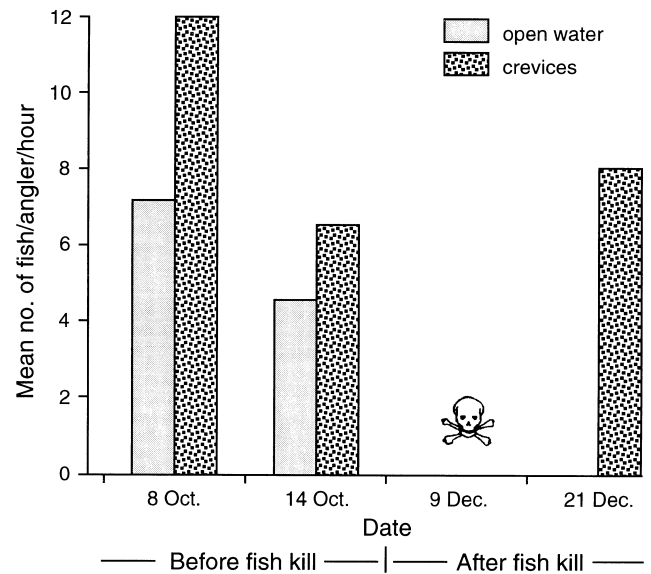 12
10
8
6
4
2
0
Mean no. of fish/angler/hour
open water
crevices
8 Oct.
14 Oct.
9 Dec.
21 Dec.
Date
Before fish kill
After fish kill